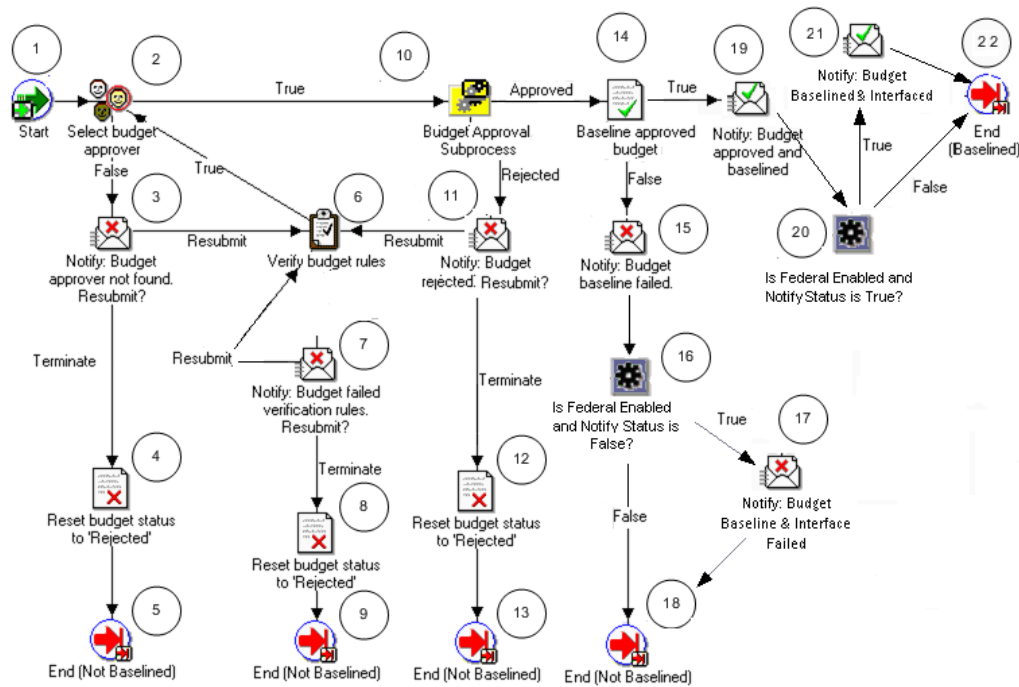 1
2
10
14
19
21
22
Start
Select budget
approver
True
Budget Approval
Subprocess
Approved
Baseline approved
budget
True
Notify: Budget
approved and
baselined
Notify: Budget
Baselined & Interfaced
End
(Baselined)
False
3
Notify: Budget
approver not found.
Resubmit?
Resubmit
True
6
Verify budget rules
Resubmit
11
Rejected
Notify: Budget
rejected. Resubmit?
False
15
Notify: Budget
baseline failed.
True
False
20
Is Federal Enabled and
Notify Status is True?
Terminate
Resubmit
7
Notify: Budget failed
verification rules.
Resubmit?
Terminate
16
Is Federal Enabled
and Notify Status is
False?
True
17
Notify: Budget
Baseline & Interface
Failed
4
Reset budget status
to 'Rejected'
Terminate
8
Reset budget status
to 'Rejected'
12
Reset budget status
to 'Rejected'
False
5
End (Not Baselined)
9
End (Not Baselined)
13
End (Not Baselined)
18
End (Not Baselined)